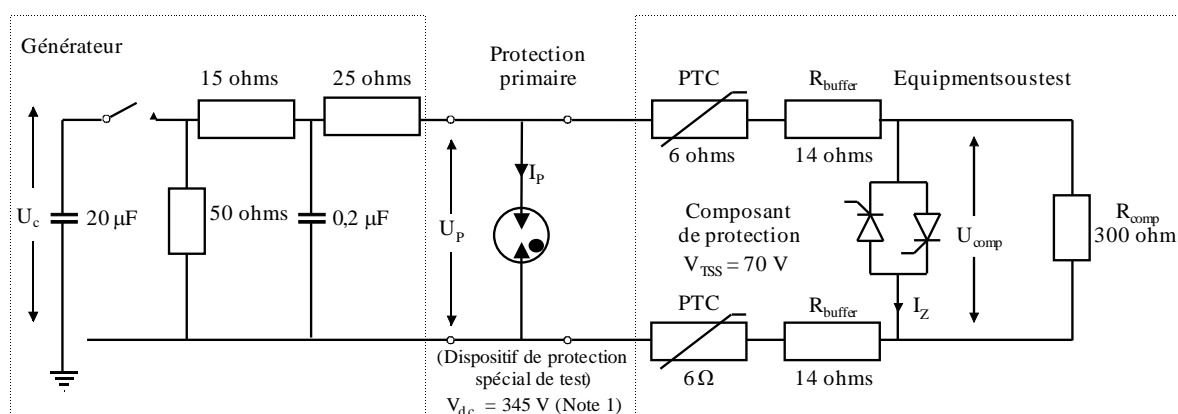 Générateur
Protection
primaire
15 ohms
25 ohms
PTC
R_buffer
Equipmentsoustest
6 ohms
14 ohms
I_P
U_c
20 µF
50 ohms
0,2 µF
U_P
Composant
de protection
V_TSS = 70 V
U_comp
R_comp
300 ohm
PTC
R_buffer
I_Z
6 Ω
14 ohms
(Dispositif de protection
spécial de test)
V_d.c. = 345 V (Note 1)